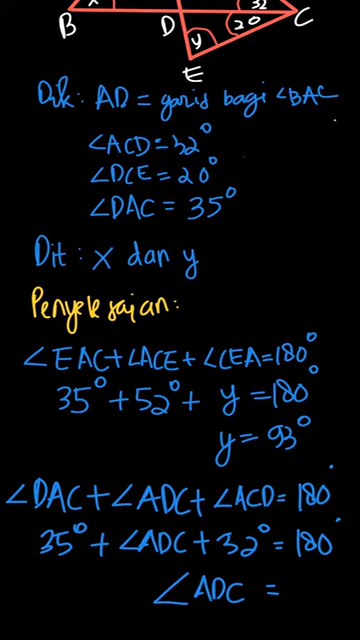 x 32
B D C
y 20
E
Dik: AD = garis bagi ∠BAC
∠ACD = 32°
∠DCE = 20°
∠DAC = 35°
Dit : x dan y
Penyelesaian:
∠EAC + ∠ACE + ∠CEA = 180°
35° + 52° + y = 180°
y = 93°
∠DAC + ∠ADC + ∠ACD = 180°
35° + ∠ADC + 32° = 180°
∠ADC =